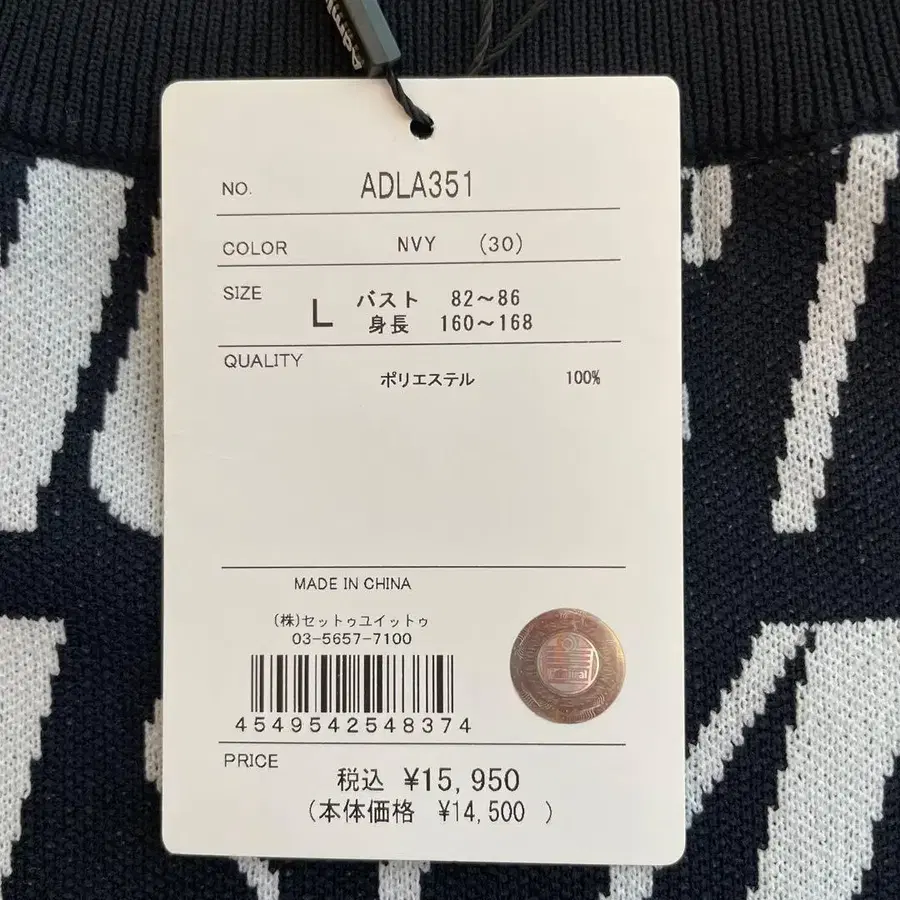 Admiral
NO. ADLA351
COLOR NVY (30)
SIZE L バスト 82～86
身長 160～168
QUALITY
ポリエステル 100%
MADE IN CHINA
(株)セットゥユイットゥ
03-5657-7100
4549542548374
Admiral
PRICE
税込 ¥15,950
(本体価格 ¥14,500 )